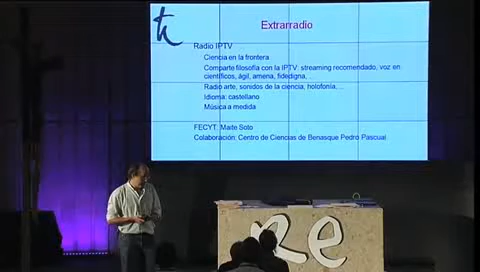 Extrarradio
Radio IPTV
Ciencia en la frontera
Comparte filosofía con la IPTV: streaming recomendado, voz en
científicos, ágil, amena, fidedigna, ...
Radio arte, sonidos de la ciencia, holofonía, ...
Idioma: castellano
Música a medida
FECYT: Maite Soto
Colaboración: Centro de Ciencias de Benasque Pedro Pascual
re